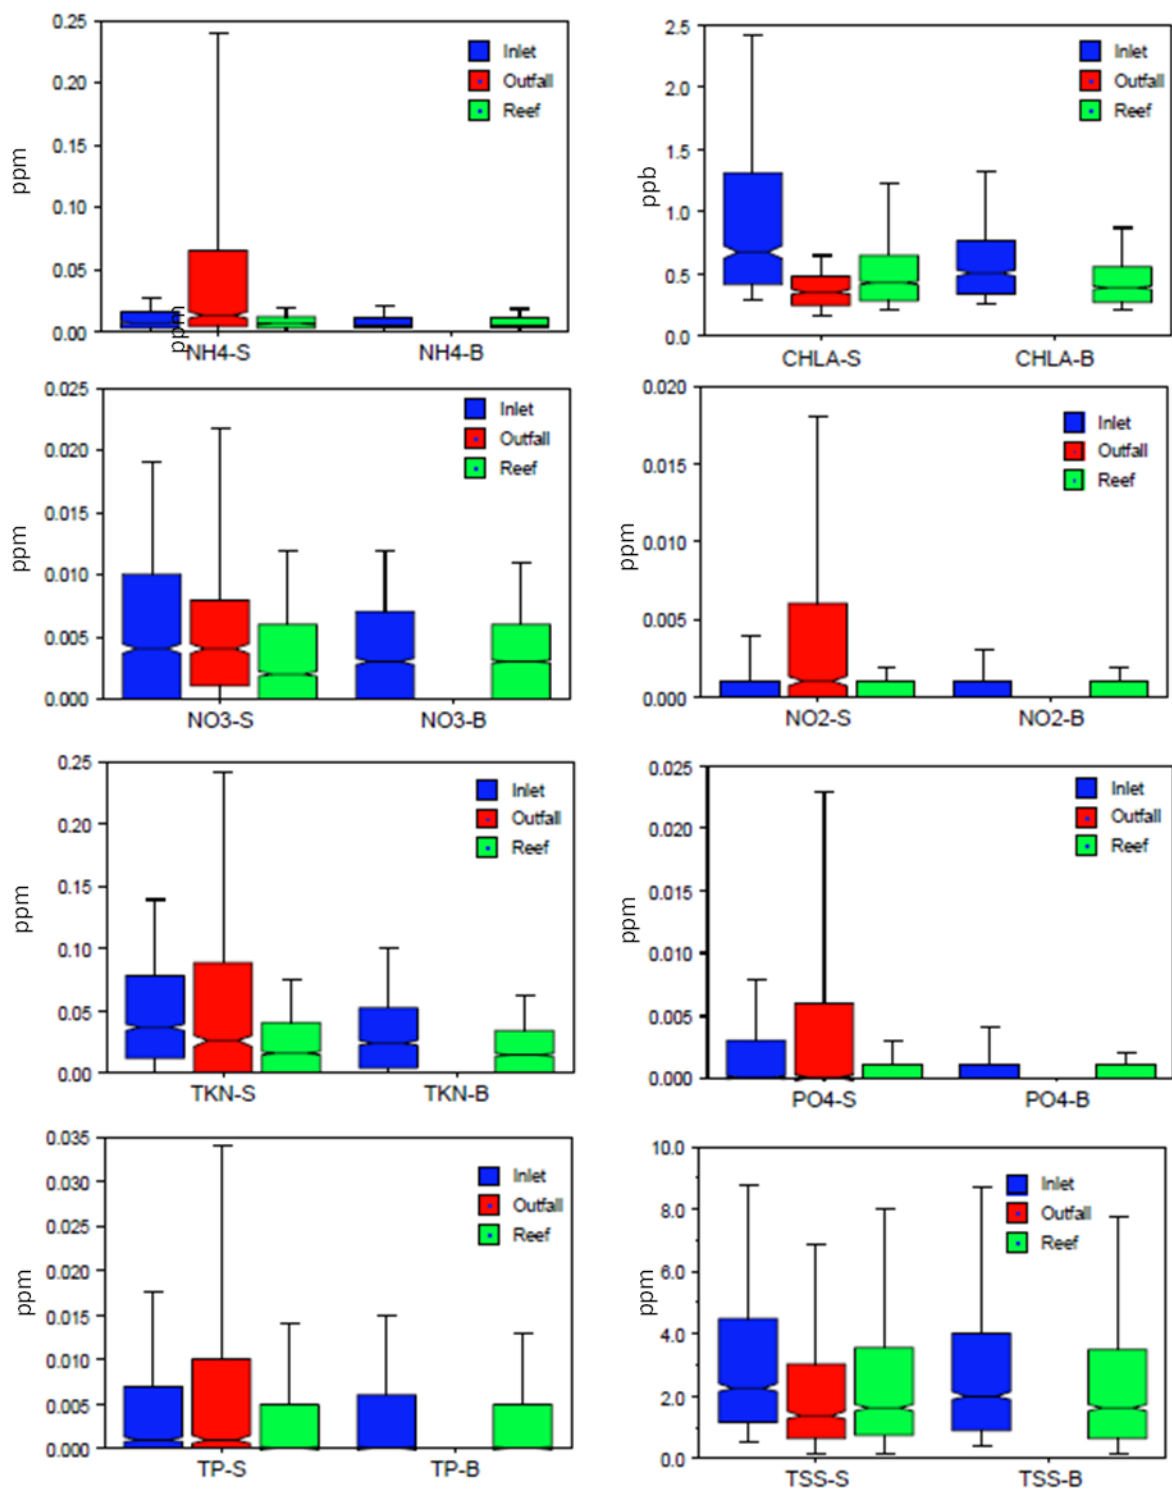 0.25
0.20
0.15
0.10
0.05
0.00
ppm
Inlet
Outfall
Reef
ppm
NH4-S
NH4-B
2.5
2.0
1.5
1.0
0.5
0.0
ppb
Inlet
Outfall
Reef
CHLA-S
CHLA-B
0.025
0.020
0.015
0.010
0.005
0.000
ppm
Inlet
Outfall
Reef
NO3-S
NO3-B
0.020
0.015
0.010
0.005
0.000
ppm
Inlet
Outfall
Reef
NO2-S
NO2-B
0.25
0.20
0.15
0.10
0.05
0.00
ppm
Inlet
Outfall
Reef
TKN-S
TKN-B
0.025
0.020
0.015
0.010
0.005
0.000
ppm
Inlet
Outfall
Reef
PO4-S
PO4-B
0.035
0.030
0.025
0.020
0.015
0.010
0.005
0.000
ppm
Inlet
Outfall
Reef
TP-S
TP-B
10.0
8.0
6.0
4.0
2.0
0.0
ppm
Inlet
Outfall
Reef
TSS-S
TSS-B